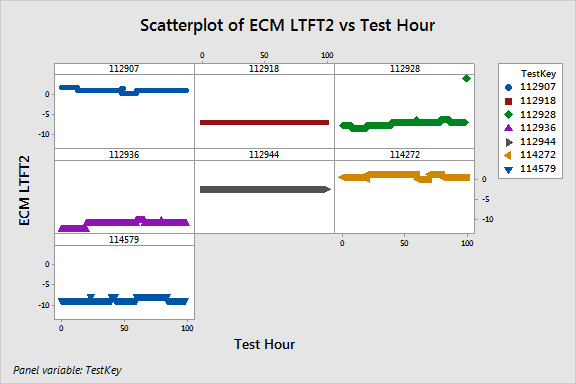 Scatterplot of ECM LTFT2 vs Test Hour
0 50 100
112907 112918 112928
0
-5
-10
112936 112944 114272
0
-5
-10
114579
0 50 100
0
-5
-10
0 50 100
ECM LTFT2
Test Hour
TestKey
112907
112918
112928
112936
112944
114272
114579
Panel variable: TestKey